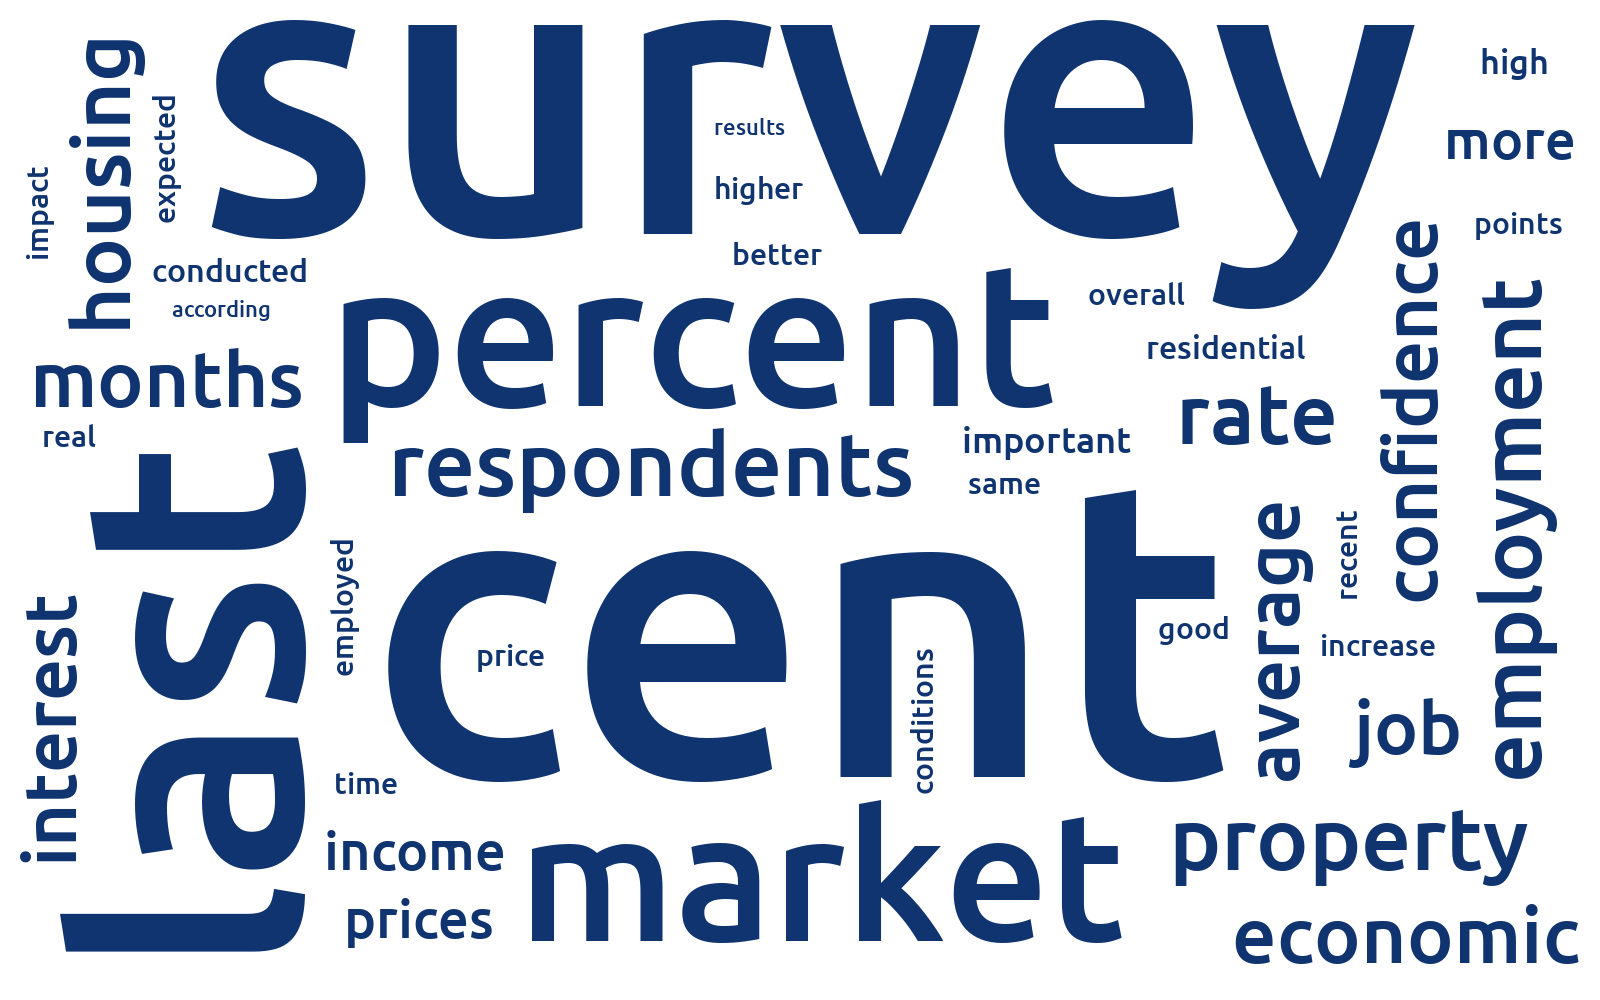 survey
housing
expected
impact
results
higher
better
high
more
points
conducted
according
percent
overall
residential
months
real
respondents
important
same
rate
confidence
employment
last
cent
employed
price
conditions
good
average
recent
increase
job
interest
time
income
prices
market
property
economic